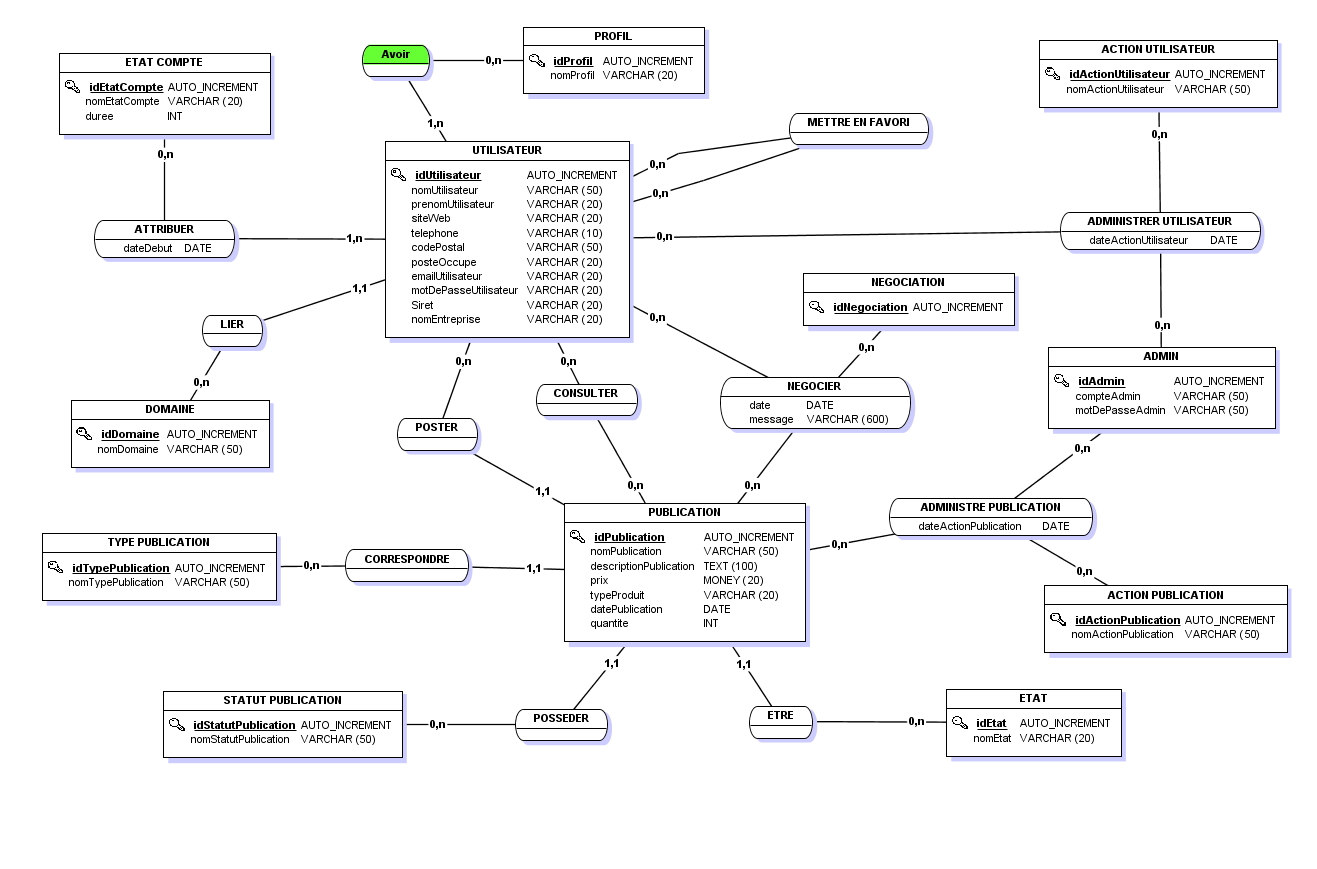 PROFIL
idProfil AUTO_INCREMENT
nomProfil VARCHAR (20)
Avoir
0,n
1,n
ETAT COMPTE
idEtatCompte AUTO_INCREMENT
nomEtatCompte VARCHAR (20)
duree INT
0,n
ACTION UTILISATEUR
idActionUtilisateur AUTO_INCREMENT
nomActionUtilisateur VARCHAR (50)
0,n
METTRE EN FAVORI
0,n
0,n
UTILISATEUR
idUtilisateur AUTO_INCREMENT
nomUtilisateur VARCHAR (50)
prenomUtilisateur VARCHAR (20)
siteWeb VARCHAR (20)
telephone VARCHAR (10)
codePostal VARCHAR (50)
posteOccupe VARCHAR (20)
emailUtilisateur VARCHAR (20)
motDePasseUtilisateur VARCHAR (20)
Siret VARCHAR (20)
nomEntreprise VARCHAR (20)
ATTRIBUER
dateDebut DATE
1,n
0,n
ADMINISTRER UTILISATEUR
dateActionUtilisateur DATE
0,n
1,1
LIER
0,n
NEGOCIATION
idNegociation AUTO_INCREMENT
0,n
0,n
ADMIN
idAdmin AUTO_INCREMENT
compteAdmin VARCHAR (50)
motDePasseAdmin VARCHAR (50)
0,n
0,n
0,n
DOMAINE
idDomaine AUTO_INCREMENT
nomDomaine VARCHAR (50)
POSTER
CONSULTER
NEGOCIER
date DATE
message VARCHAR (600)
1,1
0,n
0,n
PUBLICATION
idPublication AUTO_INCREMENT
nomPublication VARCHAR (50)
descriptionPublication TEXT (100)
prix MONEY (20)
typeProduit VARCHAR (20)
datePublication DATE
quantite INT
ADMINISTRE PUBLICATION
dateActionPublication DATE
0,n
0,n
TYPE PUBLICATION
idTypePublication AUTO_INCREMENT
nomTypePublication VARCHAR (50)
0,n
CORRESPONDRE
1,1
ACTION PUBLICATION
idActionPublication AUTO_INCREMENT
nomActionPublication VARCHAR (50)
1,1
1,1
STATUT PUBLICATION
idStatutPublication AUTO_INCREMENT
nomStatutPublication VARCHAR (50)
0,n
POSSEDER
ETRE
0,n
ETAT
idEtat AUTO_INCREMENT
nomEtat VARCHAR (20)